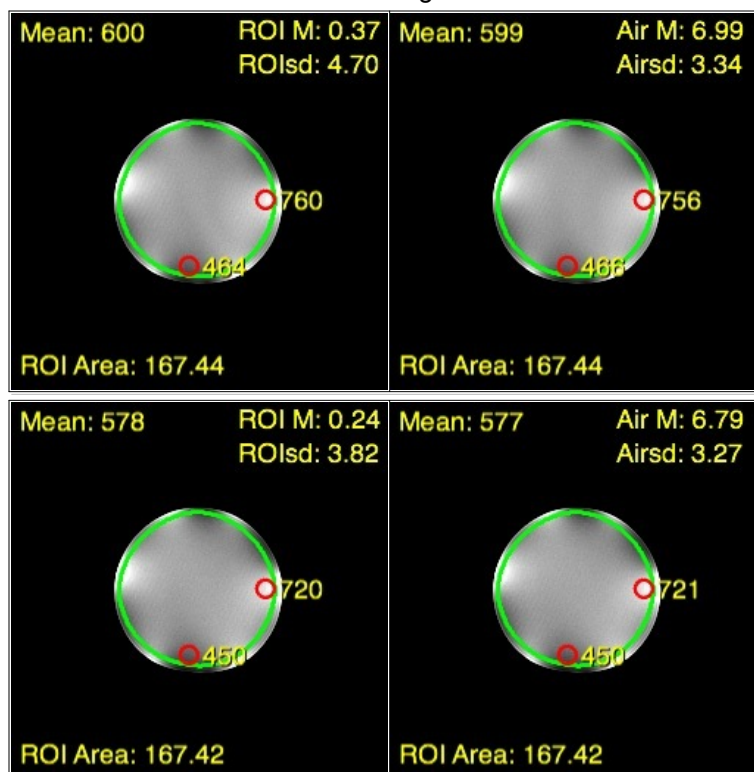 Mean: 600 ROI M: 0.37
ROIsd: 4.70
760
464
ROI Area: 167.44
Mean: 599 Air M: 6.99
Airsd: 3.34
756
466
ROI Area: 167.44
Mean: 578 ROI M: 0.24
ROIsd: 3.82
720
450
ROI Area: 167.42
Mean: 577 Air M: 6.79
Airsd: 3.27
721
450
ROI Area: 167.42